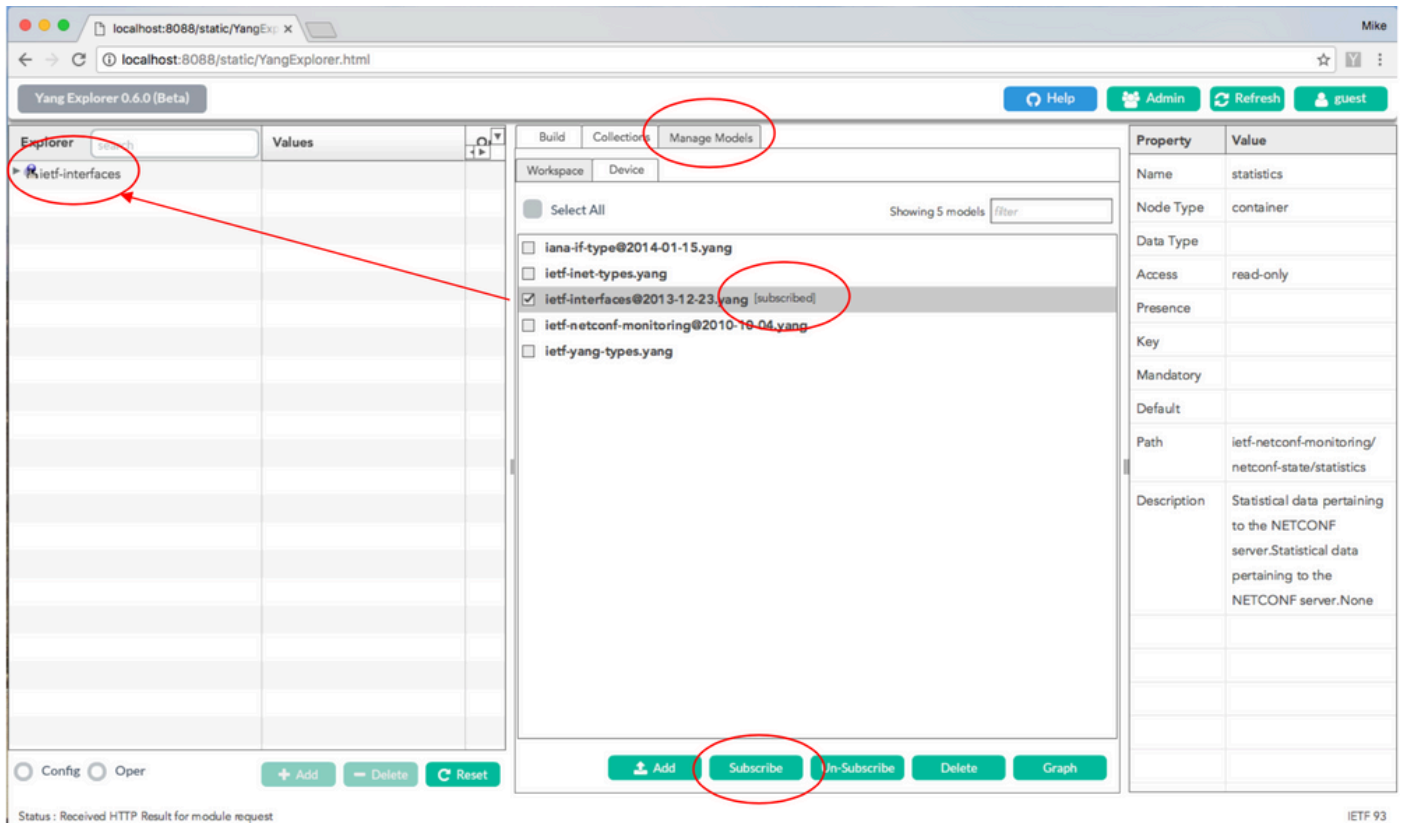 localhost:8088/static/YangExp
Mike
localhost:8088/static/YangExplorer.html
Yang Explorer 0.6.0 (Beta)
Help
Admin
Refresh
guest
Explorer search Values
Build Collections Manage Models
Workspace Device
Select All
Showing 5 models filter
ietf-interfaces
iana-if-type@2014-01-15.yang
ietf-inet-types.yang
ietf-interfaces@2013-12-23.yang [subscribed]
ietf-netconf-monitoring@2010-10-04.yang
ietf-yang-types.yang
Config Oper
+ Add
− Delete
Reset
Add
Subscribe
Un-Subscribe
Delete
Graph
Property Value
Name statistics
Node Type container
Data Type
Access read-only
Presence
Key
Mandatory
Default
Path ietf-netconf-monitoring/
netconf-state/statistics
Description Statistical data pertaining
to the NETCONF
server.Statistical data
pertaining to the
NETCONF server.None
Status : Received HTTP Result for module request
IETF 93